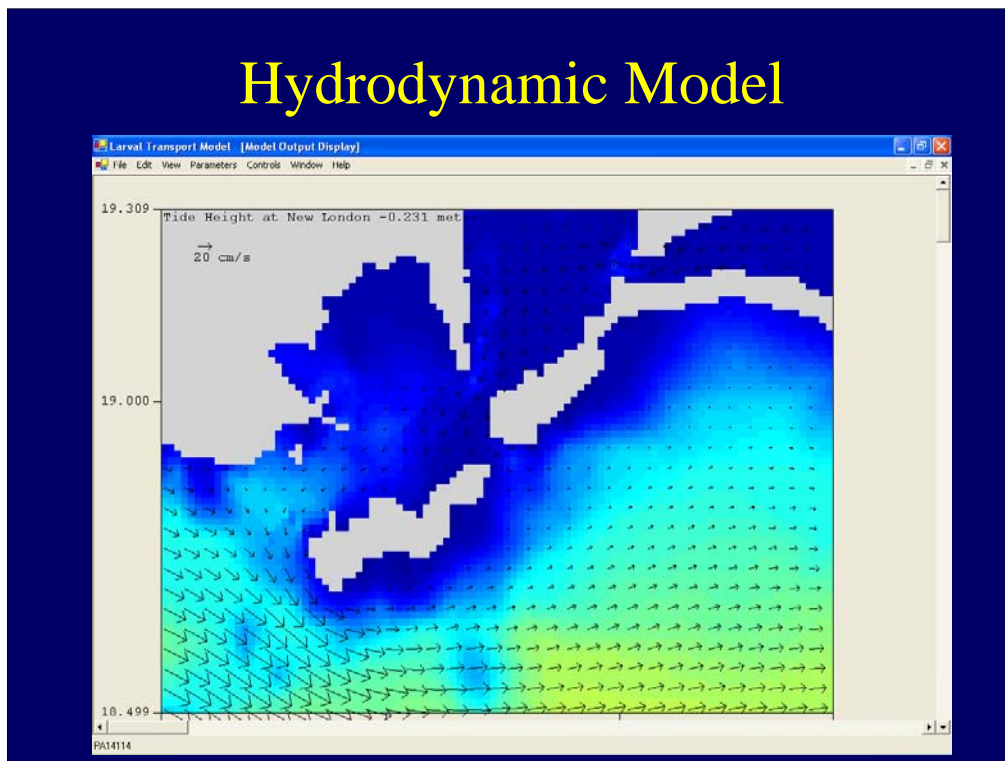 Hydrodynamic Model
Larval Transport Model - [Model Output Display]
File Edit View Parameters Controls Window Help
19.309
Tide Height at New London -0.231 met
20 cm/s
19.000
18.499
PA14114